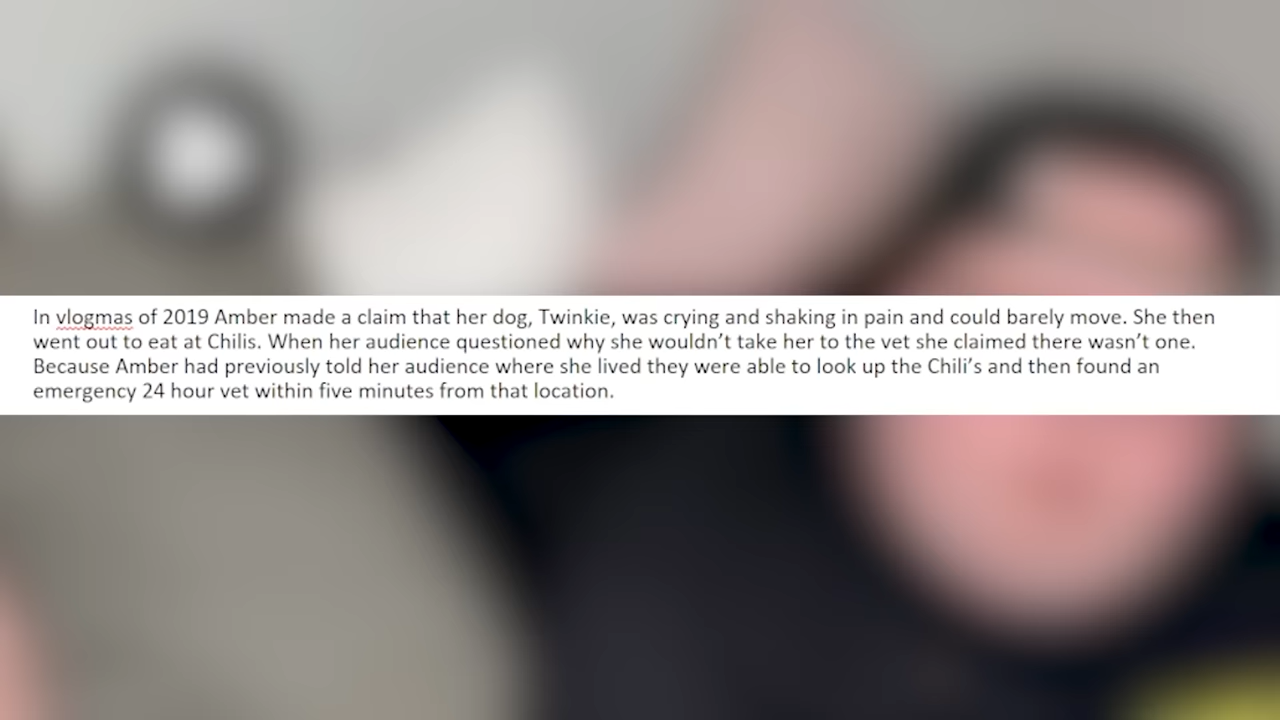 In vlogmas of 2019 Amber made a claim that her dog, Twinkie, was crying and shaking in pain and could barely move. She then
went out to eat at Chilis. When her audience questioned why she wouldn’t take her to the vet she claimed there wasn’t one.
Because Amber had previously told her audience where she lived they were able to look up the Chili’s and then found an
emergency 24 hour vet within five minutes from that location.